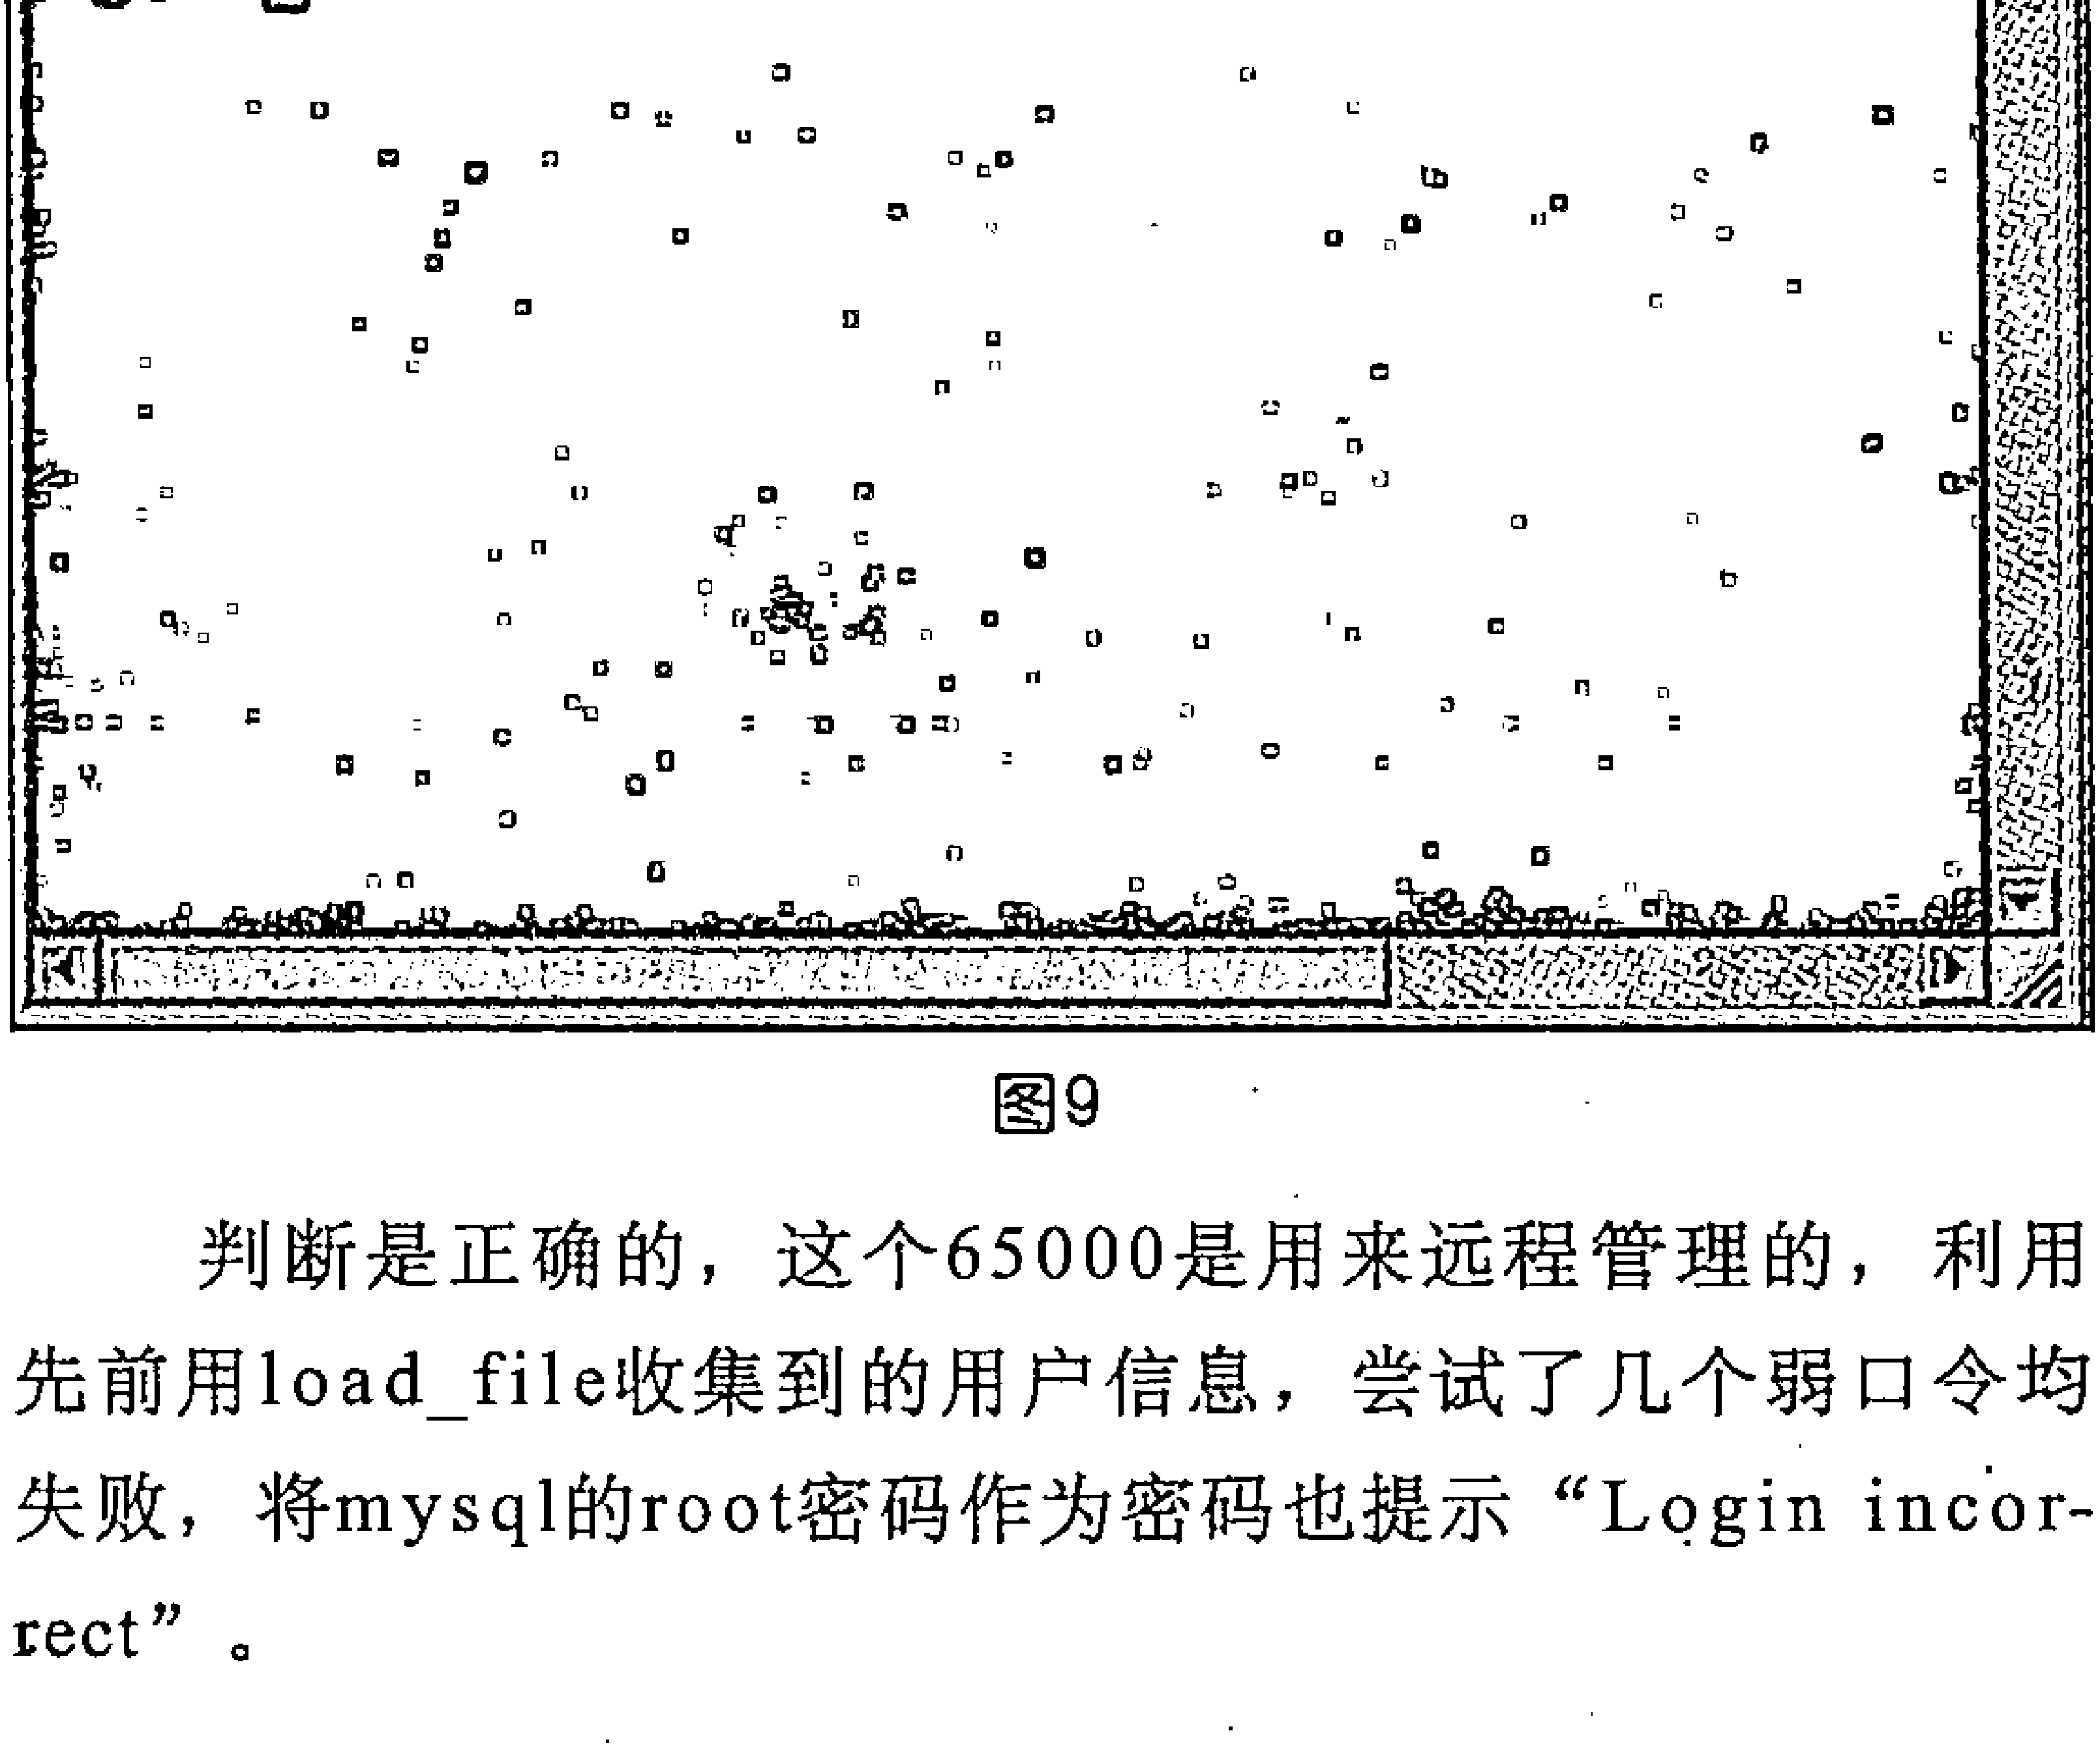 图9
判断是正确的，这个65000是用来远程管理的，利用
先前用load_file收集到的用户信息，尝试了几个弱口令均
失败，将mysql的root密码作为密码也提示“Login incor-
rect”。